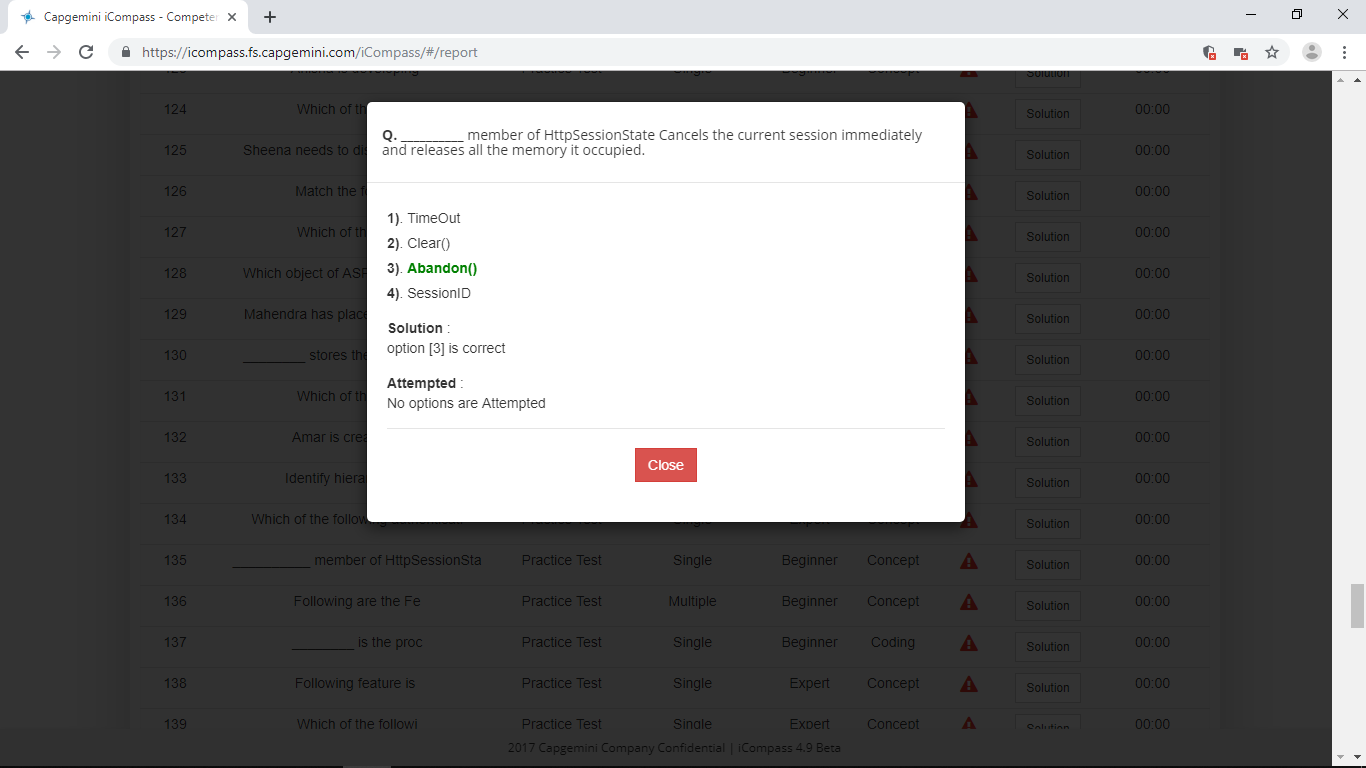 Capgemini iCompass - Competen
https://icompass.fs.capgemini.com/iCompass/#/report
Solution
124 Which of th Solution 00:00
125 Sheena needs to dis Solution 00:00
126 Match the f Solution 00:00
127 Which of th Solution 00:00
128 Which object of ASP Solution 00:00
129 Mahendra has place Solution 00:00
130 ________ stores the Solution 00:00
131 Which of th Solution 00:00
132 Amar is crea Solution 00:00
133 Identify hiera Solution 00:00
134 Which of the follow Solution 00:00
Q. _________ member of HttpSessionState Cancels the current session immediately
and releases all the memory it occupied.
1). TimeOut
2). Clear()
3). Abandon()
4). SessionID
Solution :
option [3] is correct
Attempted :
No options are Attempted
Close
135 __________ member of HttpSessionSta Practice Test Single Beginner Concept Solution 00:00
136 Following are the Fe Practice Test Multiple Beginner Concept Solution 00:00
137 ________ is the proc Practice Test Single Beginner Coding Solution 00:00
138 Following feature is Practice Test Single Expert Concept Solution 00:00
139 Which of the followi Practice Test Single Expert Concept Solution 00:00
2017 Capgemini Company Confidential | iCompass 4.9 Beta